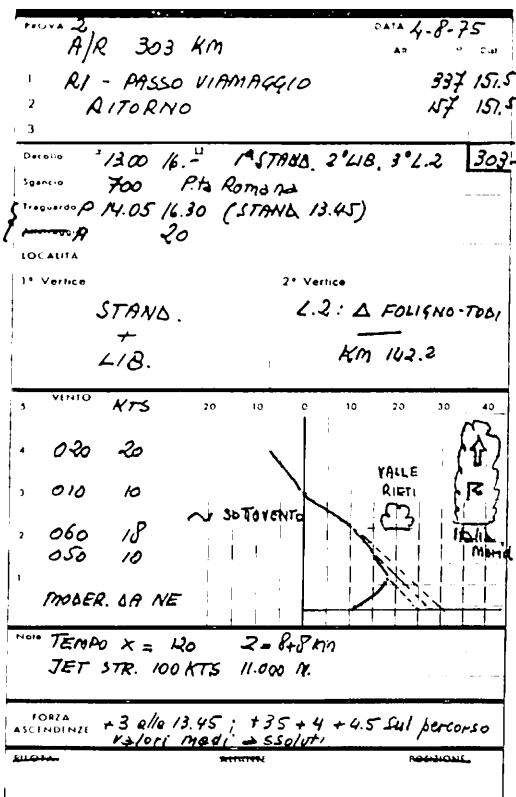 PROVA 2 DATA 4-8-75
A/R 303 KM
1 RI - PASSO VIAMAGGIO 337 151.5
2 RITORNO 157 151.5
3
Decollo 13.00 16.- 1ª STAND. 2° LIB. 3° L.2 303
Sgancio 700 P.ta Romana
Traguardo P 14.05 16.30 (STAND 13.45)
A 20
LOCALITA
1° Vertice 2° Vertice
STAND. L.2: Δ FOLIGNO-TODI
+
LIB. KM 142.2
5 VENTO KTS 20 10 0 10 20 30 40
4 020 20
VALLE
RIETI
3 010 10
SOTTOVENTO
2 060 18
050 10
1
MODER. DA NE
Note TEMPO X = 120 Z = 8+8 Km
JET STR. 100 KTS 11.000 M.
FORZA
ASCENDENZE +3 alle 13.45; +3.5 +4 +4.5 sul percorso
valori medi assoluti
PILOTA ALIANTE POSIZIONE